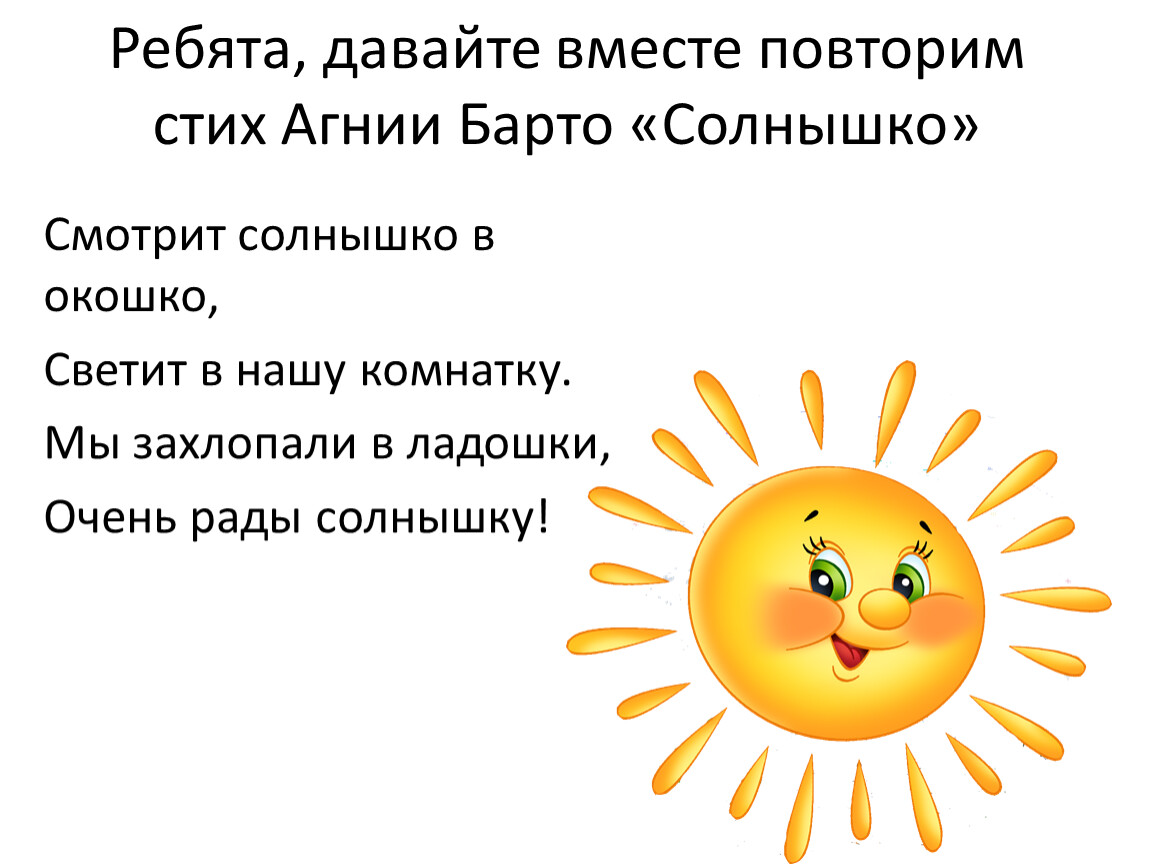 Ребята, давайте вместе повторим
стих Агнии Барто «Солнышко»
Смотрит солнышко в
окошко,
Светит в нашу комнатку.
Мы захлопали в ладошки,
Очень рады солнышку!